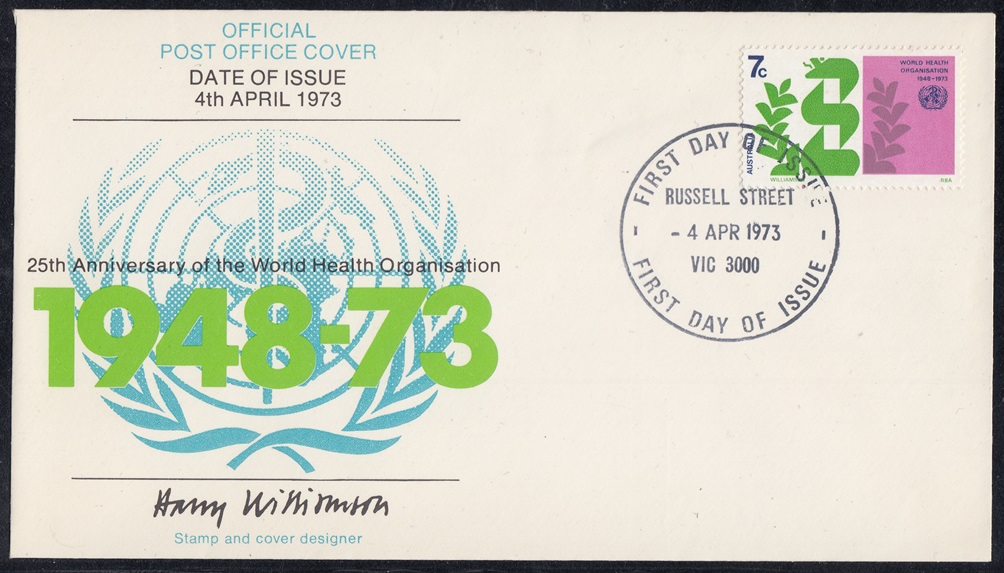 OFFICIAL
POST OFFICE COVER
DATE OF ISSUE
4th APRIL 1973
25th Anniversary of the World Health Organisation
1948-73
Harry Williamson
Stamp and cover designer
7c
AUSTRALIA
WORLD HEALTH
ORGANISATION
1948-1973
RBA
FIRST DAY OF ISSUE
RUSSELL STREET
- 4 APR 1973 -
VIC 3000
FIRST DAY OF ISSUE